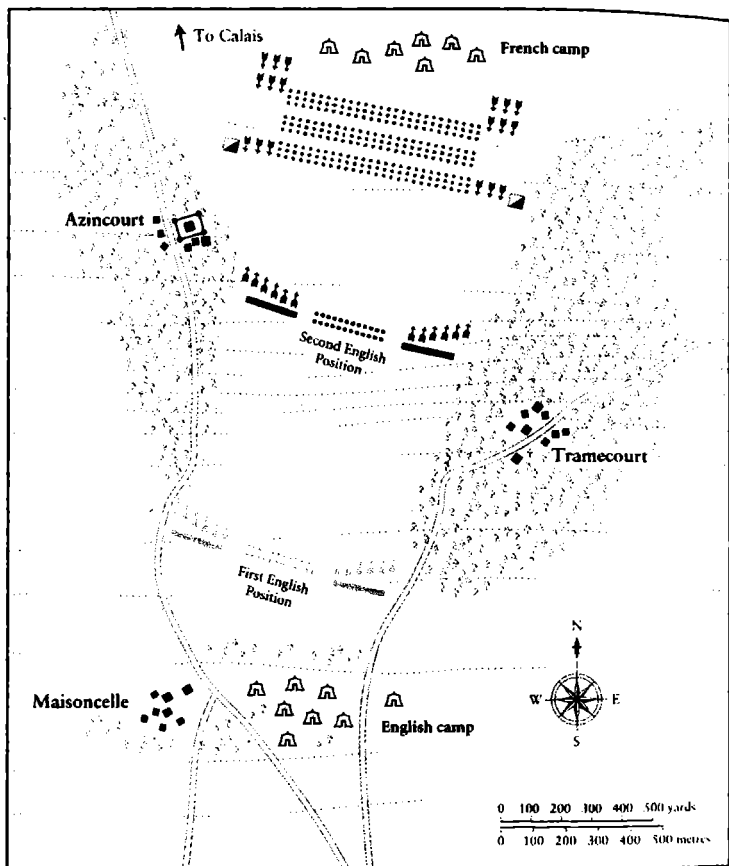 To Calais
French camp
Azincourt
Second English
Position
Tramecourt
First English
Position
N
W E
S
Maisoncelle
English camp
0 100 200 300 400 500 yards
0 100 200 300 400 500 metres